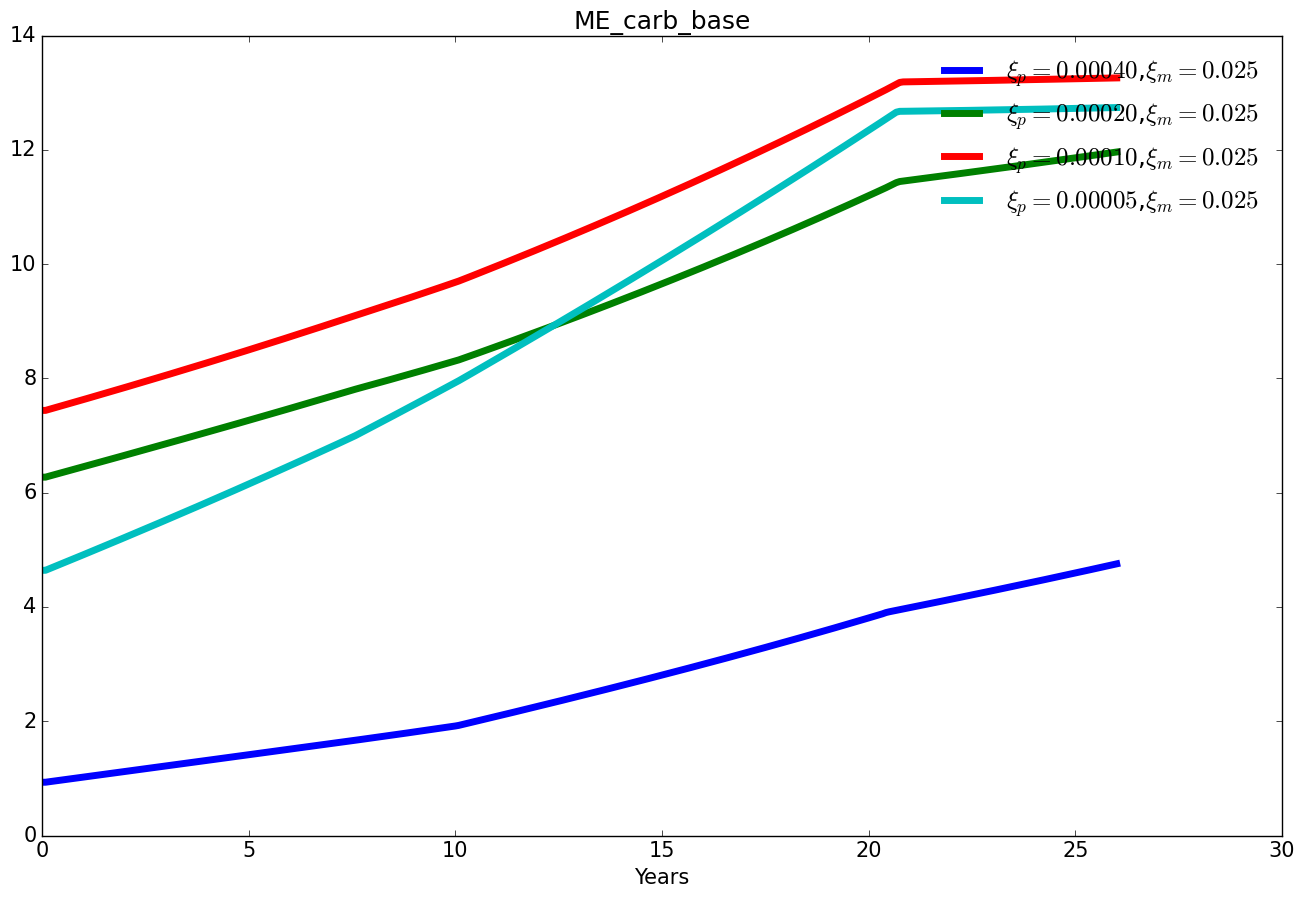 ME_carb_base
14
12
10
8
6
4
2
0
ξp = 0.00040,ξm = 0.025
ξp = 0.00020,ξm = 0.025
ξp = 0.00010,ξm = 0.025
ξp = 0.00005,ξm = 0.025
0 5 10 15 20 25 30
Years